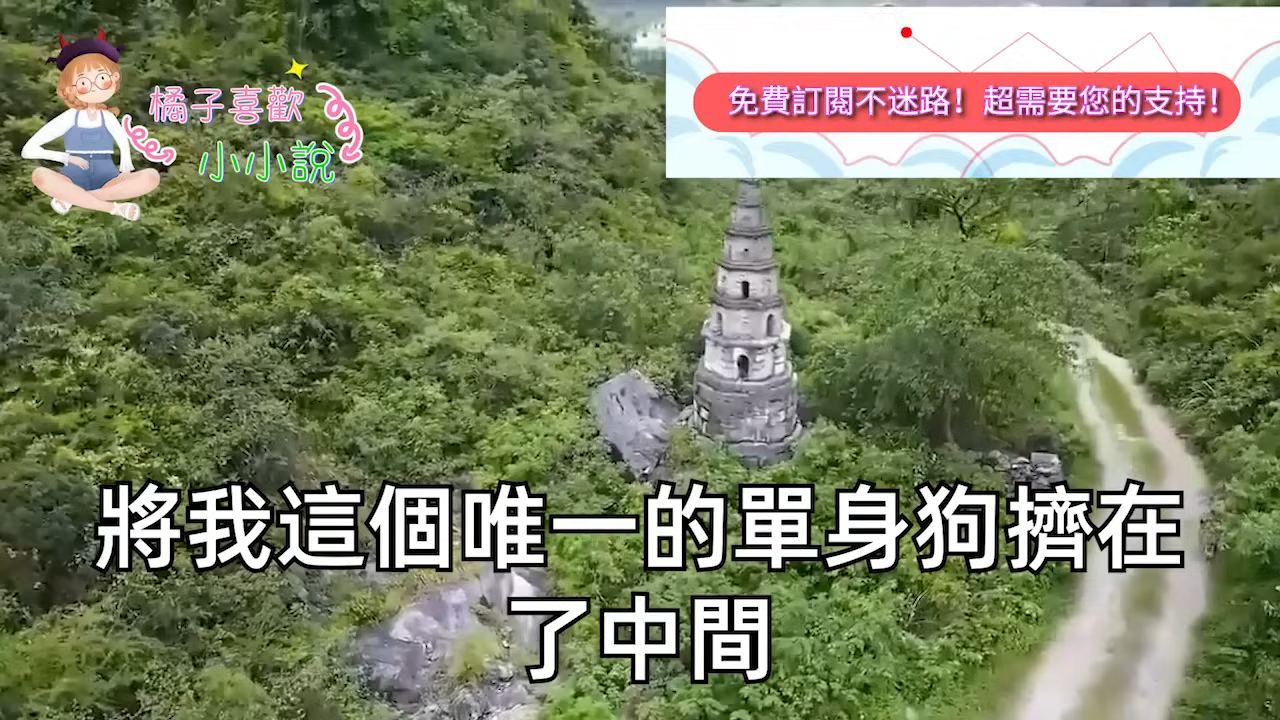 橘子喜歡
小小說
免費訂閱不迷路！超需要您的支持！
將我這個唯一的單身狗擠在
了中間